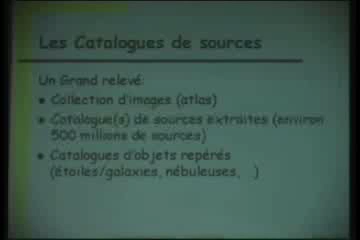 Les Catalogues de sources
Un Grand relevé:
• Collection d'images (atlas)
• Catalogue(s) de sources extraites (environ
500 millions de sources)
• Catalogues d'objets repérés
(étoiles/galaxies, nébuleuses, )